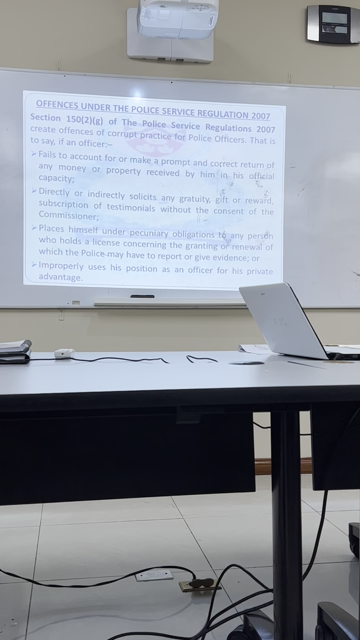 OFFENCES UNDER THE POLICE SERVICE REGULATION 2007
Section 150(2)(g) of The Police Service Regulations 2007
create offences of corrupt practice for Police Officers. That is
to say, if an officer:–
➢Fails to account for or make a prompt and correct return of
any money or property received by him in his official
capacity;
➢Directly or indirectly solicits any gratuity, gift or reward,
subscription of testimonials without the consent of the
Commissioner;
➢Places himself under pecuniary obligations to any person
who holds a license concerning the granting or renewal of
which the Police may have to report or give evidence; or
➢Improperly uses his position as an officer for his private
advantage.